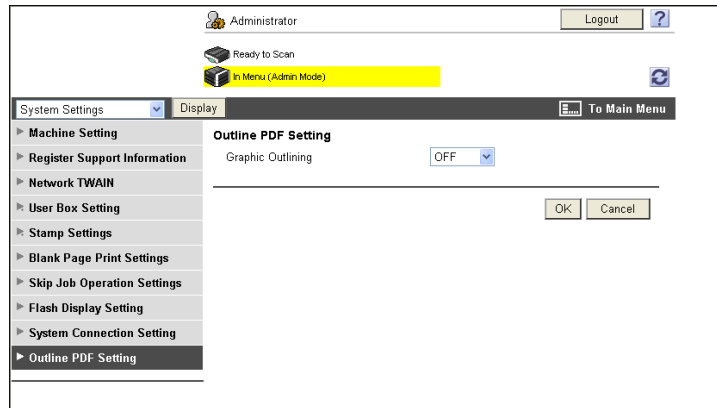 Administrator
Logout
?
Ready to Scan
In Menu (Admin Mode)
System Settings
Display
To Main Menu
Machine Setting
Register Support Information
Network TWAIN
User Box Setting
Stamp Settings
Blank Page Print Settings
Skip Job Operation Settings
Flash Display Setting
System Connection Setting
Outline PDF Setting
Outline PDF Setting
Graphic Outlining
OFF
OK
Cancel